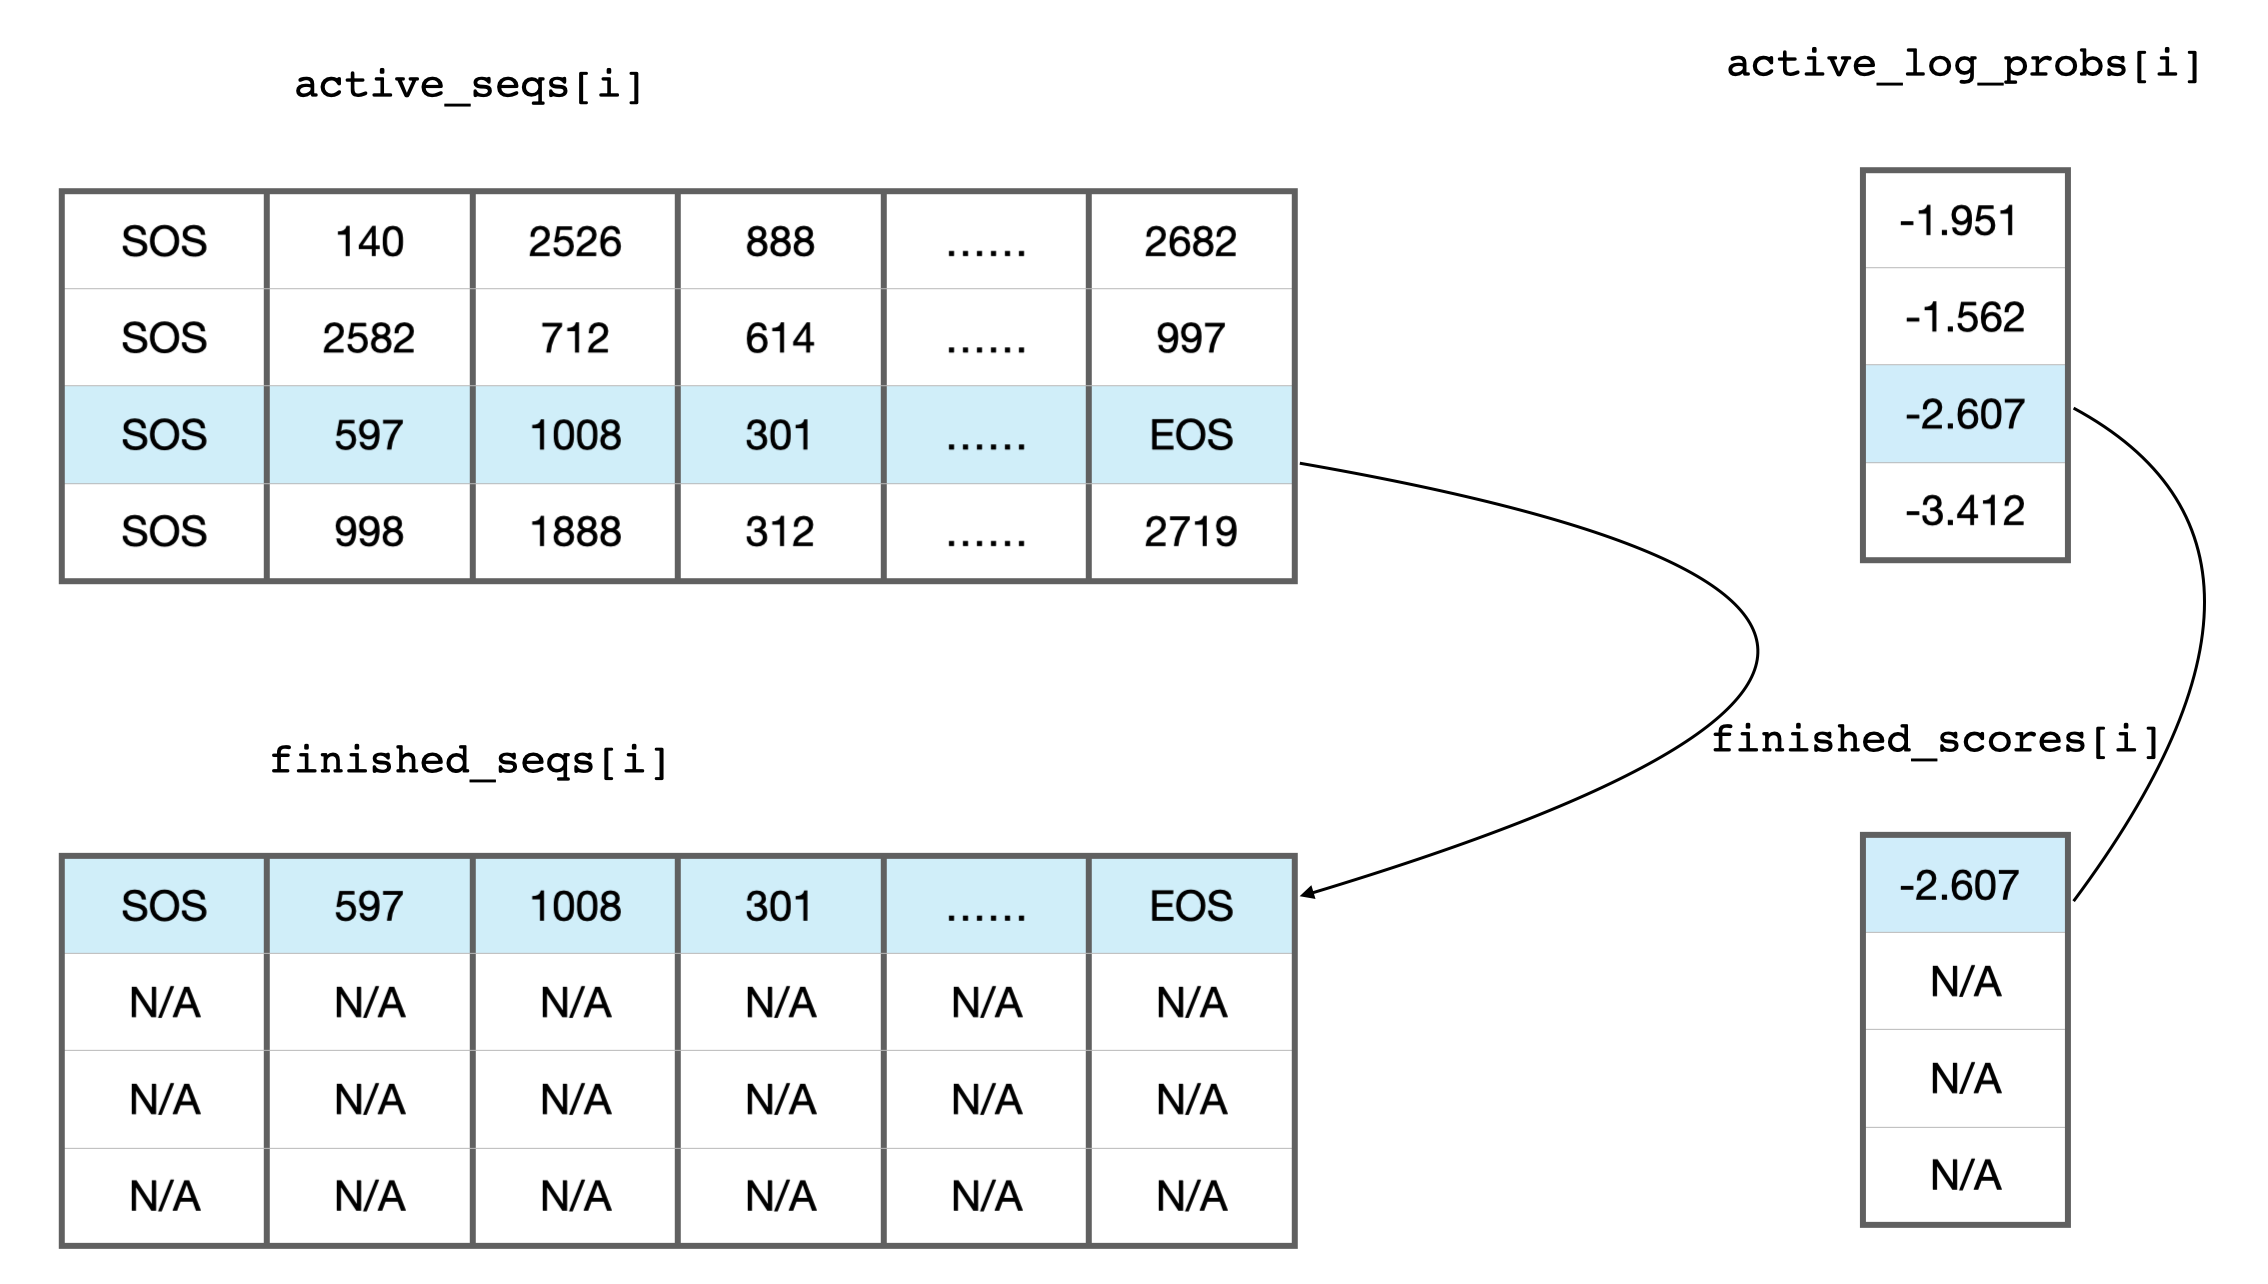 active_seqs[i]
SOS 140 2526 888 ...... 2682
SOS 2582 712 614 ...... 997
SOS 597 1008 301 ...... EOS
SOS 998 1888 312 ...... 2719
active_log_probs[i]
-1.951
-1.562
-2.607
-3.412
finished_seqs[i]
SOS 597 1008 301 ...... EOS
N/A N/A N/A N/A N/A N/A
N/A N/A N/A N/A N/A N/A
N/A N/A N/A N/A N/A N/A
finished_scores[i]
-2.607
N/A
N/A
N/A